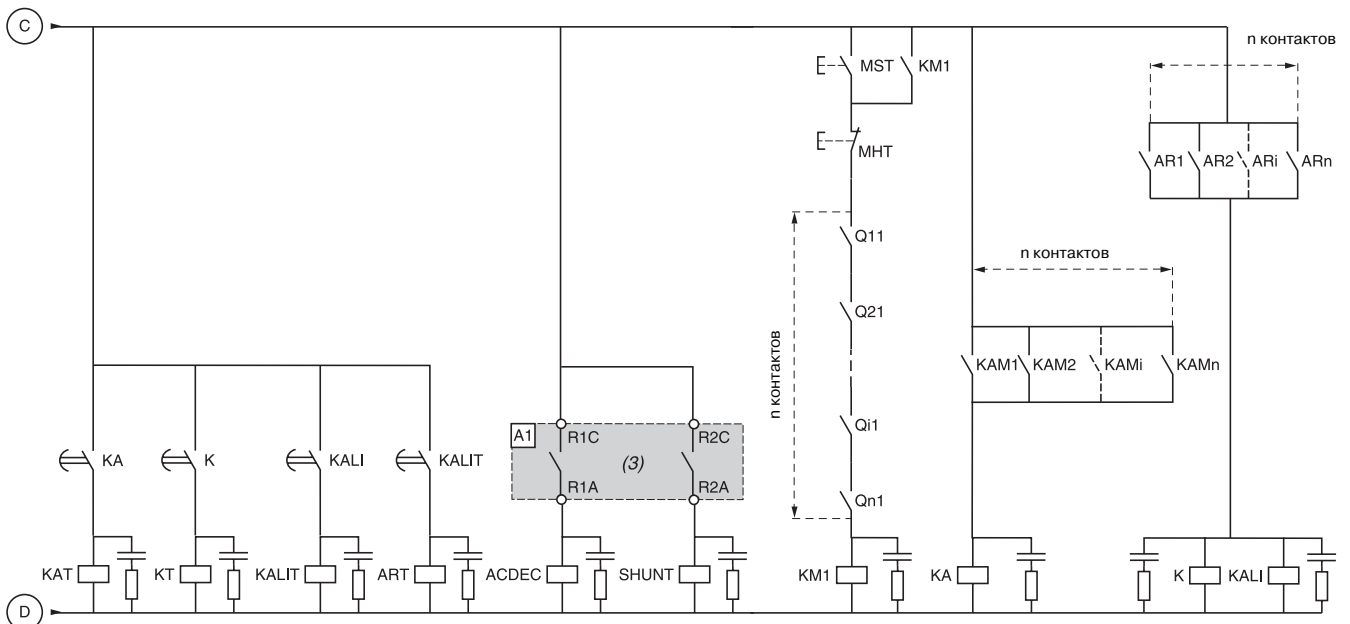 C
n контактов
MST
KM1
MHT
AR1
AR2
ARi
ARn
n контактов
Q11
n контактов
Q21
KAM1
KAM2
KAMi
KAMn
n контактов
Qi1
A1
R1C
R2C
KA
K
KALI
KALIT
(3)
R1A
R2A
Qn1
KAT
KT
KALIT
ART
ACDEC
SHUNT
KM1
KA
K
KALI
D